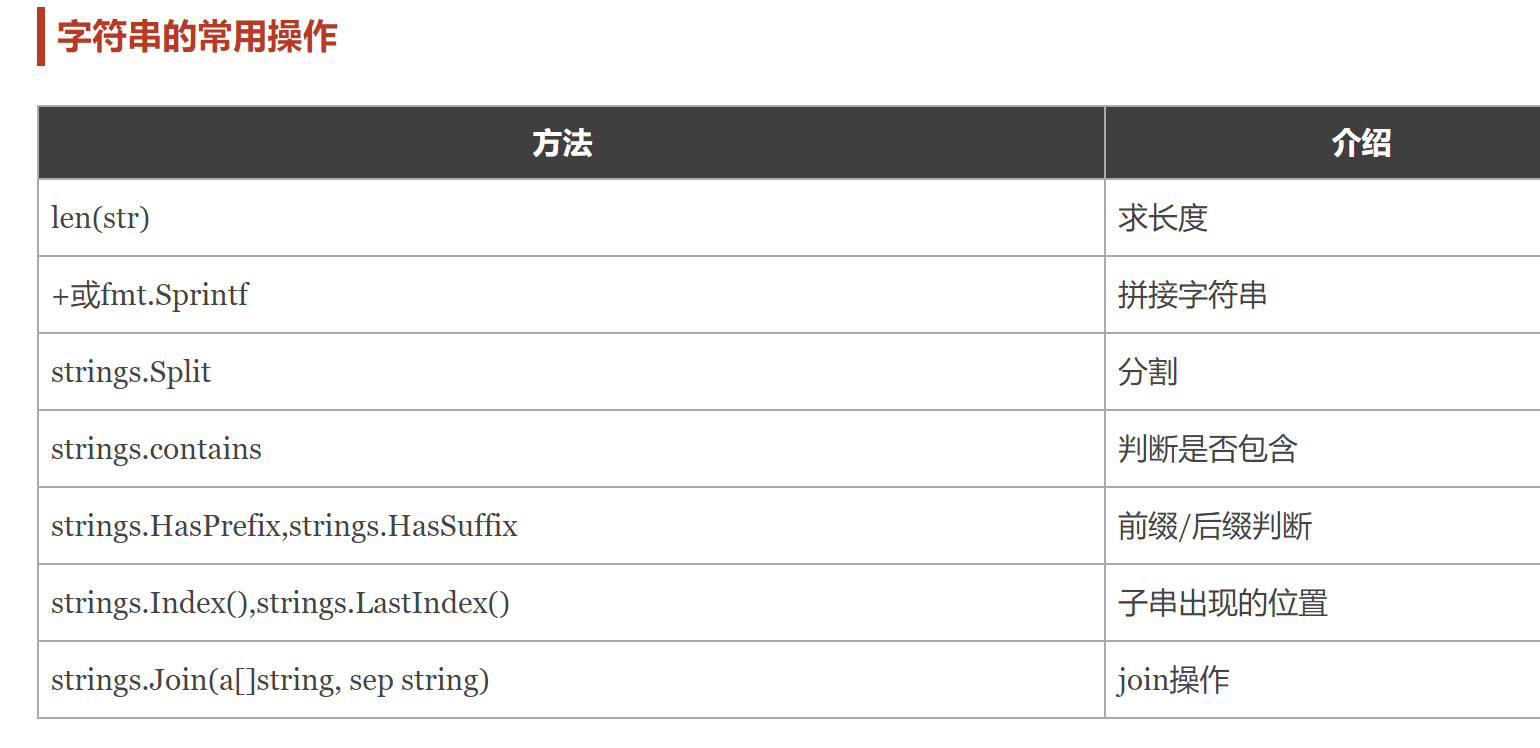 字符串的常用操作
方法 介绍
len(str) 求长度
+或fmt.Sprintf 拼接字符串
strings.Split 分割
strings.contains 判断是否包含
strings.HasPrefix,strings.HasSuffix 前缀/后缀判断
strings.Index(),strings.LastIndex() 子串出现的位置
strings.Join(a[]string, sep string) join操作